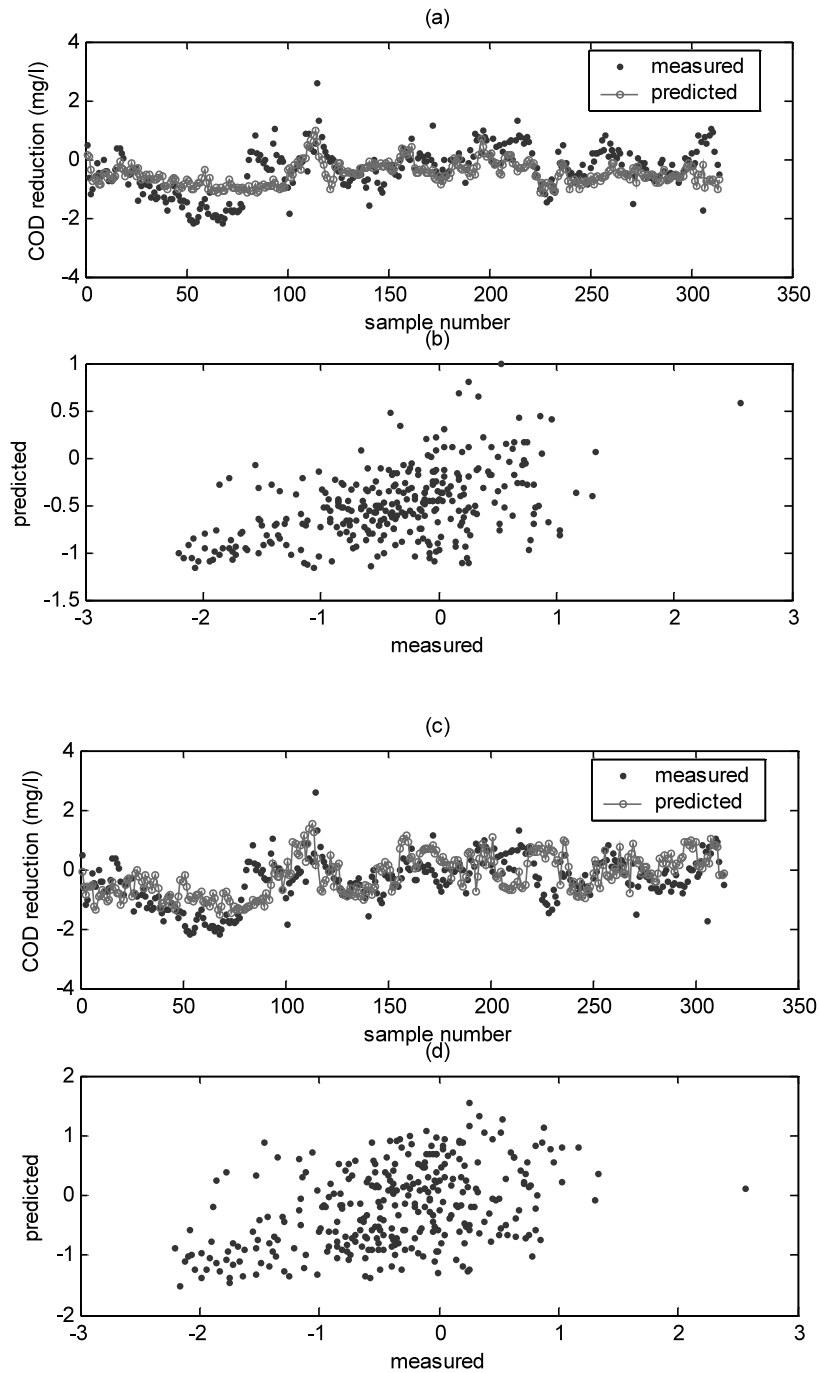 (a)
4
2
0
-2
-4
COD reduction (mg/l)
measured
predicted
0 50 100 150 200 250 300 350
sample number
(b)
1
0.5
0
-0.5
-1
-1.5
predicted
-3 -2 -1 0 1 2 3
measured
(c)
4
2
0
-2
-4
COD reduction (mg/l)
measured
predicted
0 50 100 150 200 250 300 350
sample number
(d)
2
1
0
-1
-2
predicted
-3 -2 -1 0 1 2 3
measured